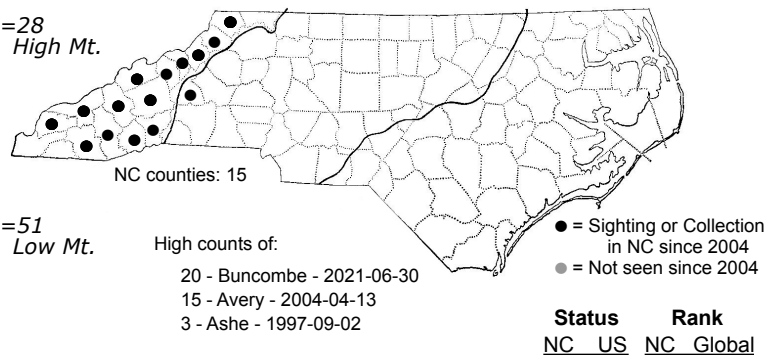 =28
High Mt.
NC counties: 15
=51
Low Mt.
High counts of:
20 - Buncombe - 2021-06-30
15 - Avery - 2004-04-13
3 - Ashe - 1997-09-02
= Sighting or Collection
in NC since 2004
= Not seen since 2004
Status Rank
NC US NC Global